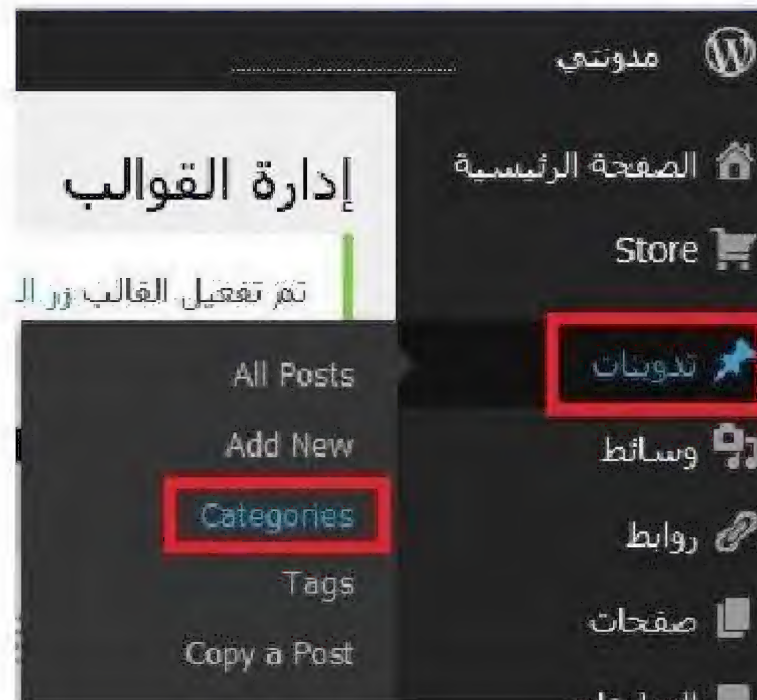 مدونتي
الصفحة الرئيسية
Store
تدوينات
وسائط
روابط
صفحات
إدارة القوالب
تم تفعيل القالب
All Posts
Add New
Categories
Tags
Copy a Post